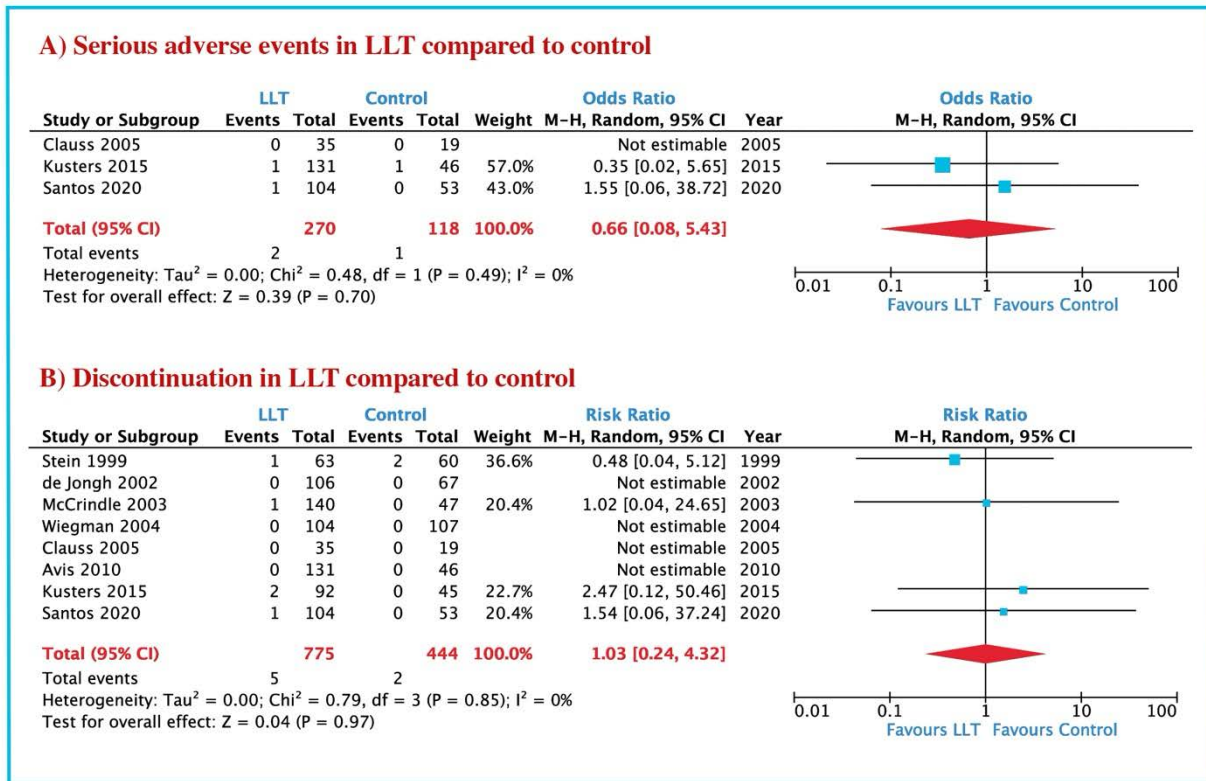 A) Serious adverse events in LLT compared to control
LLT Control Odds Ratio Odds Ratio
Study or Subgroup Events Total Events Total Weight M-H, Random, 95% CI Year M-H, Random, 95% CI
Clauss 2005 0 35 0 19 Not estimable 2005
Kusters 2015 1 131 1 46 57.0% 0.35 [0.02, 5.65] 2015
Santos 2020 1 104 0 53 43.0% 1.55 [0.06, 38.72] 2020
Total (95% CI) 270 118 100.0% 0.66 [0.08, 5.43]
Total events 2 1
Heterogeneity: Tau² = 0.00; Chi² = 0.48, df = 1 (P = 0.49); I² = 0%
Test for overall effect: Z = 0.39 (P = 0.70)
0.01 0.1 1 10 100
Favours LLT Favours Control
B) Discontinuation in LLT compared to control
LLT Control Risk Ratio Risk Ratio
Study or Subgroup Events Total Events Total Weight M-H, Random, 95% CI Year M-H, Random, 95% CI
Stein 1999 1 63 2 60 36.6% 0.48 [0.04, 5.12] 1999
de Jongh 2002 0 106 0 67 Not estimable 2002
McCrindle 2003 1 140 0 47 20.4% 1.02 [0.04, 24.65] 2003
Wiegman 2004 0 104 0 107 Not estimable 2004
Clauss 2005 0 35 0 19 Not estimable 2005
Avis 2010 0 131 0 46 Not estimable 2010
Kusters 2015 2 92 0 45 22.7% 2.47 [0.12, 50.46] 2015
Santos 2020 1 104 0 53 20.4% 1.54 [0.06, 37.24] 2020
Total (95% CI) 775 444 100.0% 1.03 [0.24, 4.32]
Total events 5 2
Heterogeneity: Tau² = 0.00; Chi² = 0.79, df = 3 (P = 0.85); I² = 0%
Test for overall effect: Z = 0.04 (P = 0.97)
0.01 0.1 1 10 100
Favours LLT Favours Control